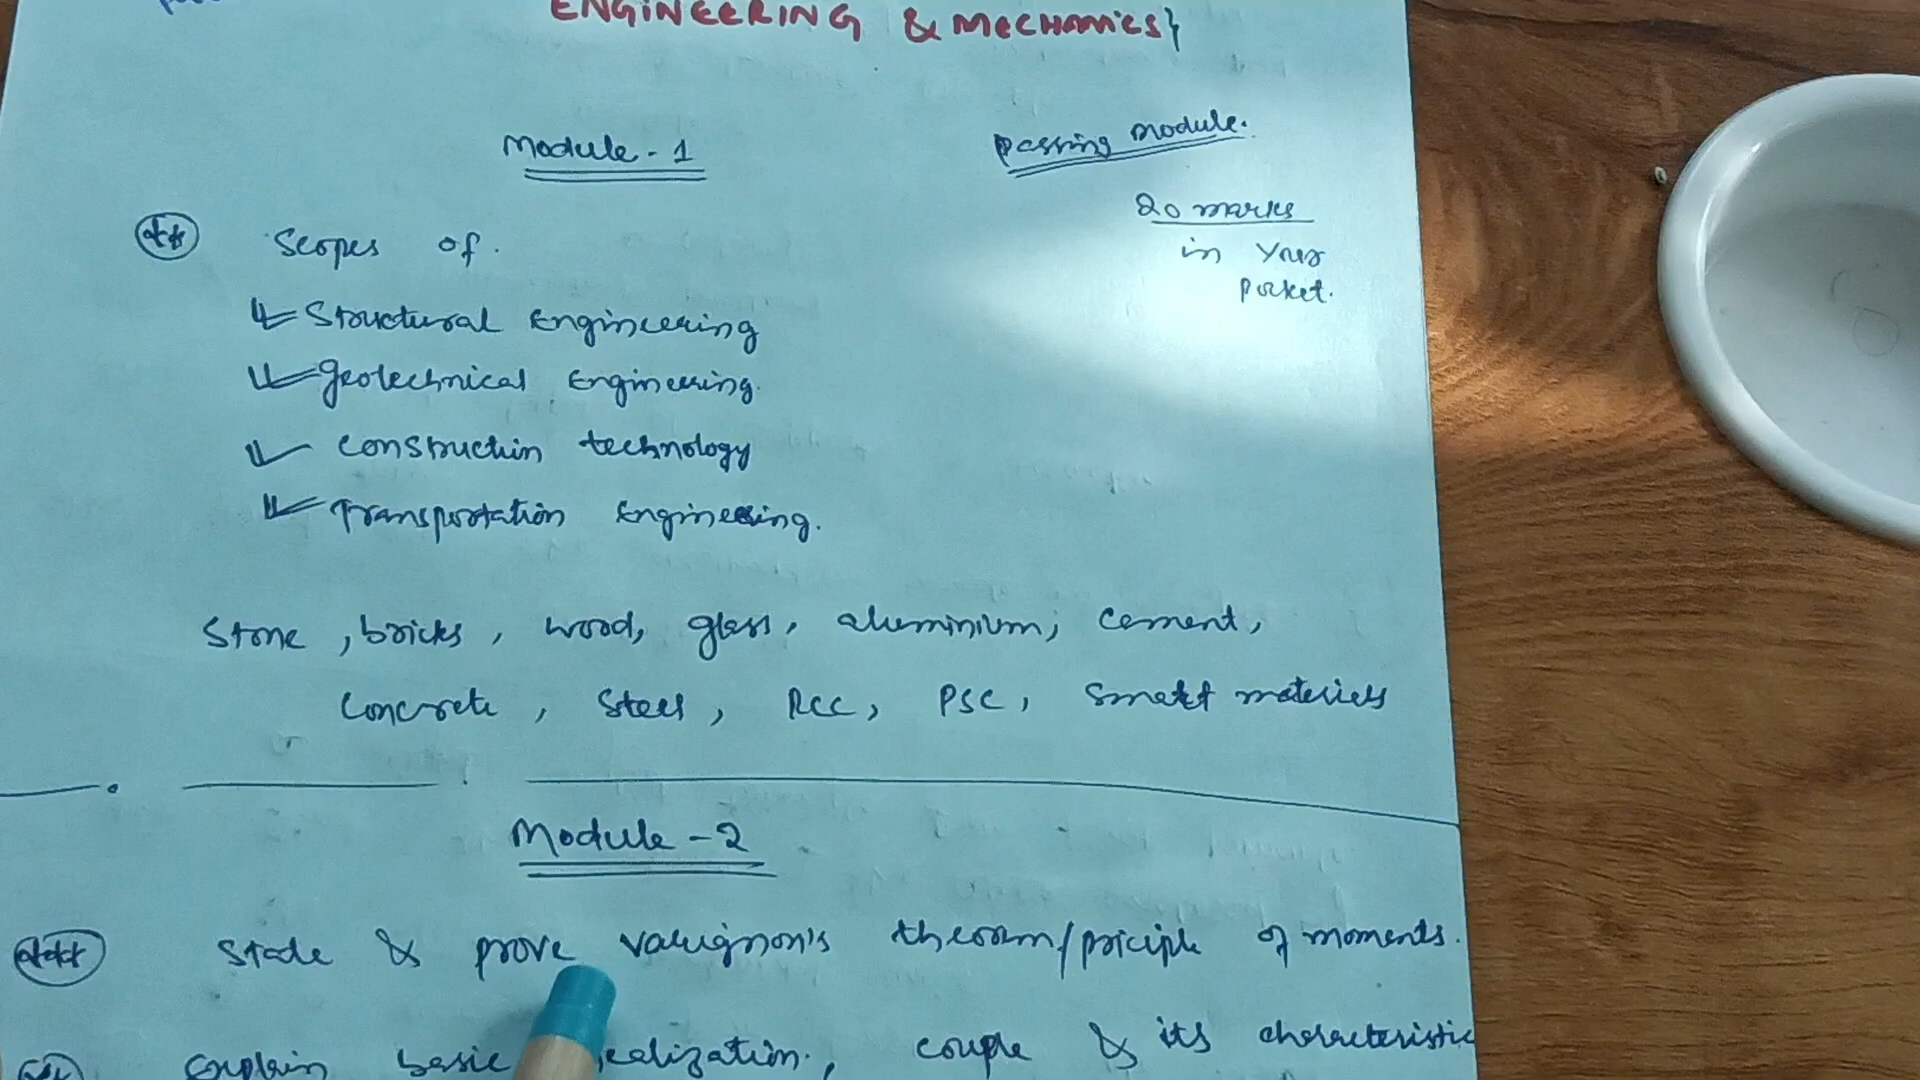 ENGINEERING & MECHANICS}
Module - 1
Passing module.
20 marks
in your
pocket.
Scopes of.
Structural Engineering
Geotechnical Engineering.
Construction technology
Transportation Engineering.
Stone, bricks, wood, glass, aluminium, cement,
concrete, Steel, RCC, PSC, Smart materials
Module - 2
State & prove varignon's theorem/priciple of moments.
Explain basic couple & its characteristic